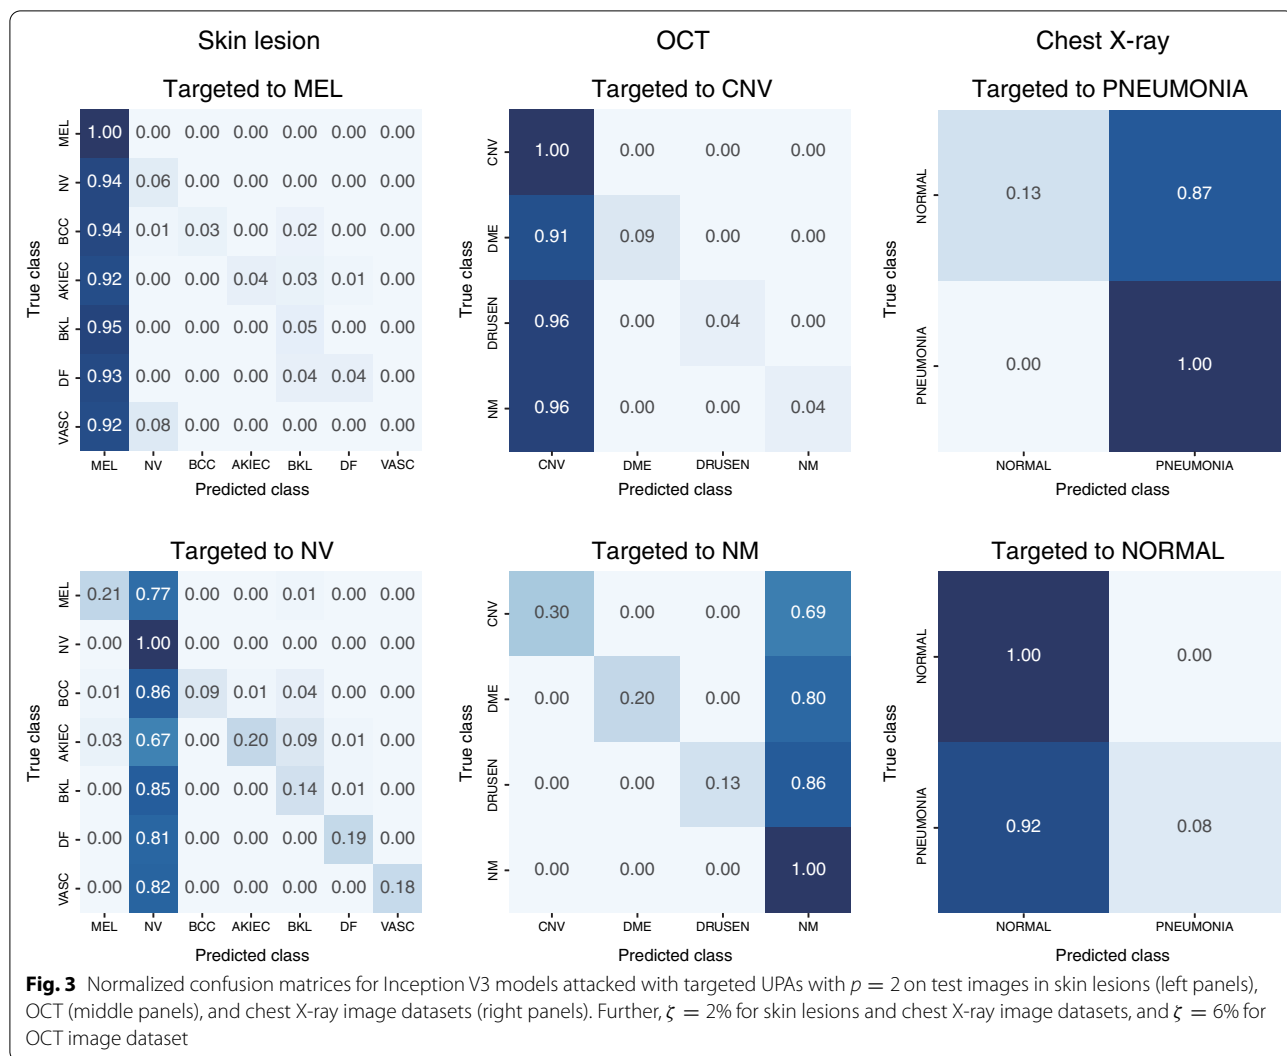 Skin lesion OCT Chest X-ray
Targeted to MEL
MEL 1.00 0.00 0.00 0.00 0.00 0.00 0.00
NV 0.94 0.06 0.00 0.00 0.00 0.00 0.00
BCC 0.94 0.01 0.03 0.00 0.02 0.00 0.00
AKIEC 0.92 0.00 0.00 0.04 0.03 0.01 0.00
BKL 0.95 0.00 0.00 0.00 0.05 0.00 0.00
DF 0.93 0.00 0.00 0.00 0.04 0.04 0.00
VASC 0.92 0.08 0.00 0.00 0.00 0.00 0.00
True class
MEL NV BCC AKIEC BKL DF VASC
Predicted class
Targeted to CNV
CNV 1.00 0.00 0.00 0.00
DME 0.91 0.09 0.00 0.00
DRUSEN 0.96 0.00 0.04 0.00
NM 0.96 0.00 0.00 0.04
True class
CNV DME DRUSEN NM
Predicted class
Targeted to PNEUMONIA
NORMAL 0.13 0.87
PNEUMONIA 0.00 1.00
True class
NORMAL PNEUMONIA
Predicted class
Targeted to NV
MEL 0.21 0.77 0.00 0.00 0.01 0.00 0.00
NV 0.00 1.00 0.00 0.00 0.00 0.00 0.00
BCC 0.01 0.86 0.09 0.01 0.04 0.00 0.00
AKIEC 0.03 0.67 0.00 0.20 0.09 0.01 0.00
BKL 0.00 0.85 0.00 0.00 0.14 0.01 0.00
DF 0.00 0.81 0.00 0.00 0.00 0.19 0.00
VASC 0.00 0.82 0.00 0.00 0.00 0.00 0.18
True class
MEL NV BCC AKIEC BKL DF VASC
Predicted class
Targeted to NM
CNV 0.30 0.00 0.00 0.69
DME 0.00 0.20 0.00 0.80
DRUSEN 0.00 0.00 0.13 0.86
NM 0.00 0.00 0.00 1.00
True class
CNV DME DRUSEN NM
Predicted class
Targeted to NORMAL
NORMAL 1.00 0.00
PNEUMONIA 0.92 0.08
True class
NORMAL PNEUMONIA
Predicted class
Fig. 3 Normalized confusion matrices for Inception V3 models attacked with targeted UPAs with p = 2 on test images in skin lesions (left panels),
OCT (middle panels), and chest X-ray image datasets (right panels). Further, ζ = 2% for skin lesions and chest X-ray image datasets, and ζ = 6% for
OCT image dataset